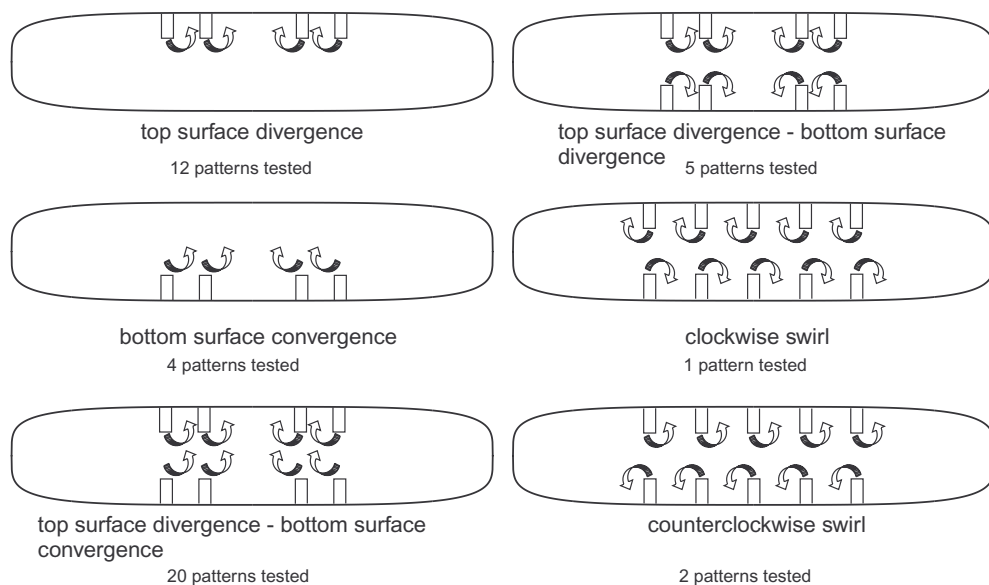 top surface divergence
12 patterns tested
top surface divergence - bottom surface
divergence
5 patterns tested
bottom surface convergence
4 patterns tested
clockwise swirl
1 pattern tested
top surface divergence - bottom surface
convergence
20 patterns tested
counterclockwise swirl
2 patterns tested